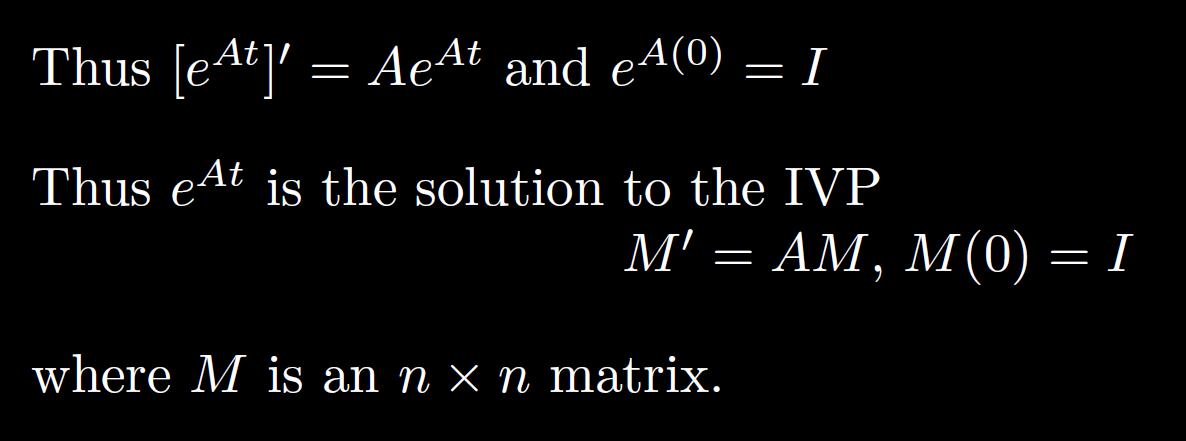 Thus [e^{At}]′ = Ae^{At} and e^{A(0)} = I
Thus e^{At} is the solution to the IVP
M′ = AM, M(0) = I
where M is an n × n matrix.